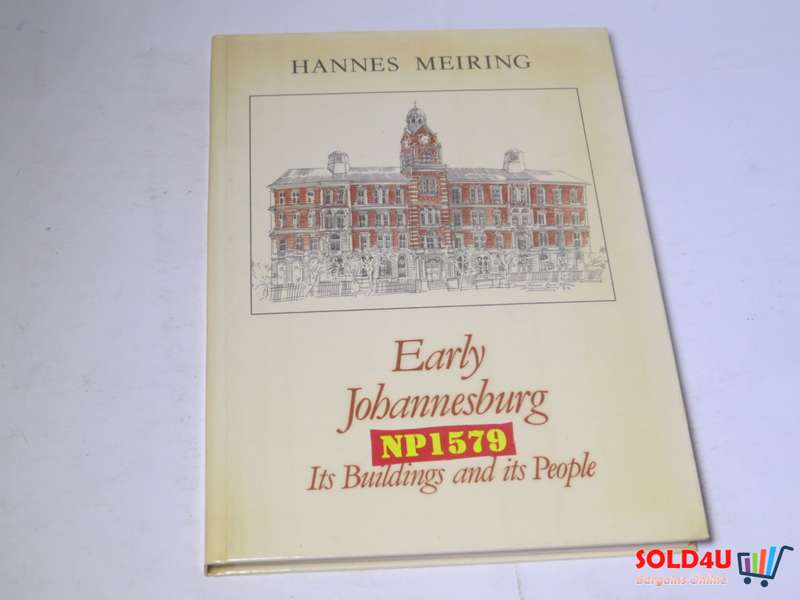 HANNES MEIRING
Early
Johannesburg
NP1579
Its Buildings and its People
SOLD4U
Bargains Online